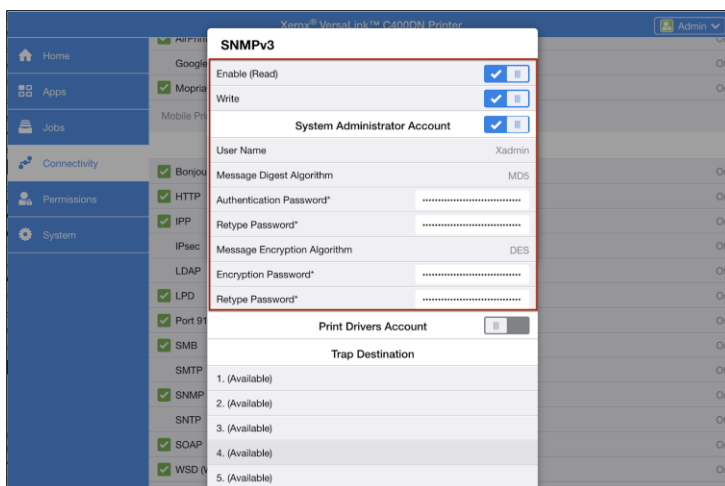 Xerox® VersaLink™ C400DN Printer
Admin
Home
Apps
Jobs
Connectivity
Permissions
System
AirPrint
Google
Mopria
Mobile Pri
Bonjou
HTTP
IPP
IPsec
LDAP
LPD
Port 91
SMB
SMTP
SNMP
SNTP
SOAP
WSD (W
SNMPv3
Enable (Read)
Write
System Administrator Account
User Name Xadmin
Message Digest Algorithm MD5
Authentication Password*
Retype Password*
Message Encryption Algorithm DES
Encryption Password*
Retype Password*
Print Drivers Account
Trap Destination
1. (Available)
2. (Available)
3. (Available)
4. (Available)
5. (Available)